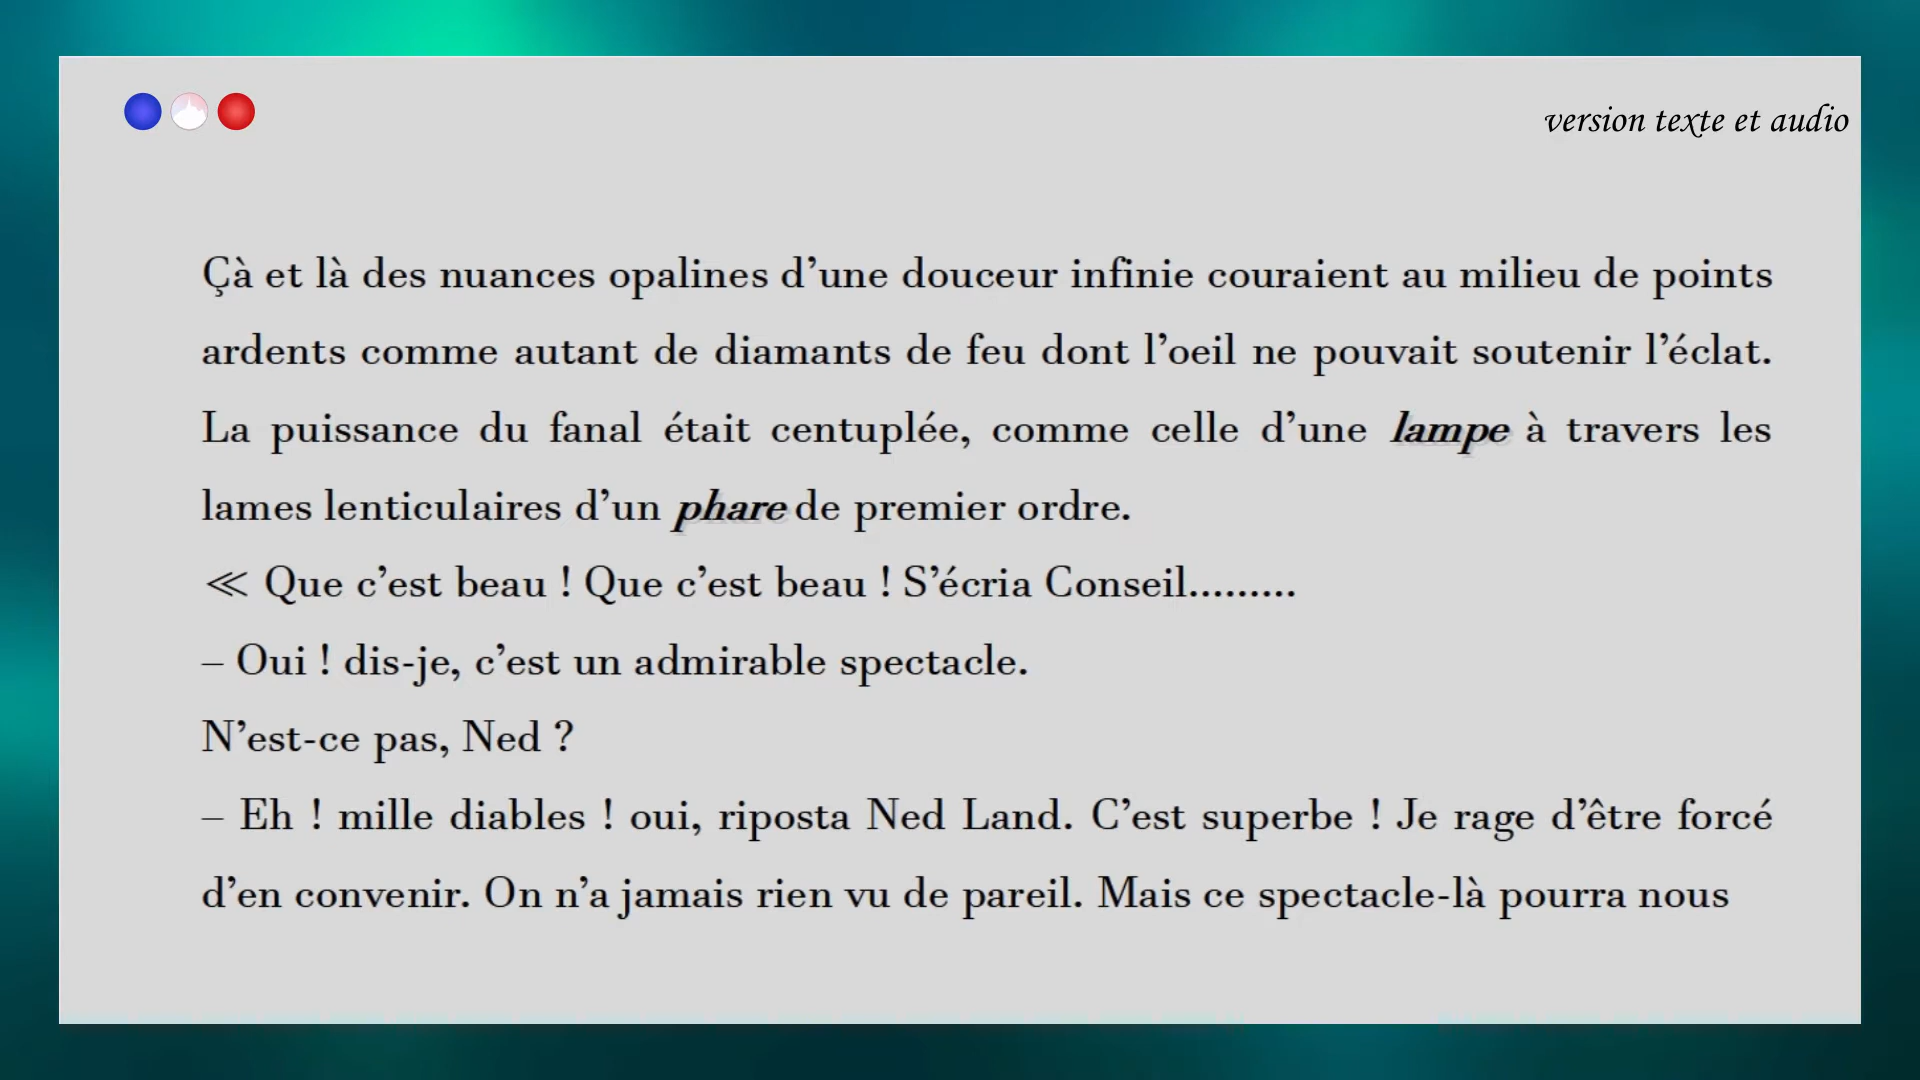 version texte et audio
Çà et là des nuances opalines d’une douceur infinie couraient au milieu de points
ardents comme autant de diamants de feu dont l’oeil ne pouvait soutenir l’éclat.
La puissance du fanal était centuplée, comme celle d’une lampe à travers les
lames lenticulaires d’un phare de premier ordre.
≪ Que c’est beau ! Que c’est beau ! S’écria Conseil.........
– Oui ! dis-je, c’est un admirable spectacle.
N’est-ce pas, Ned ?
– Eh ! mille diables ! oui, riposta Ned Land. C’est superbe ! Je rage d’être forcé
d’en convenir. On n’a jamais rien vu de pareil. Mais ce spectacle-là pourra nous